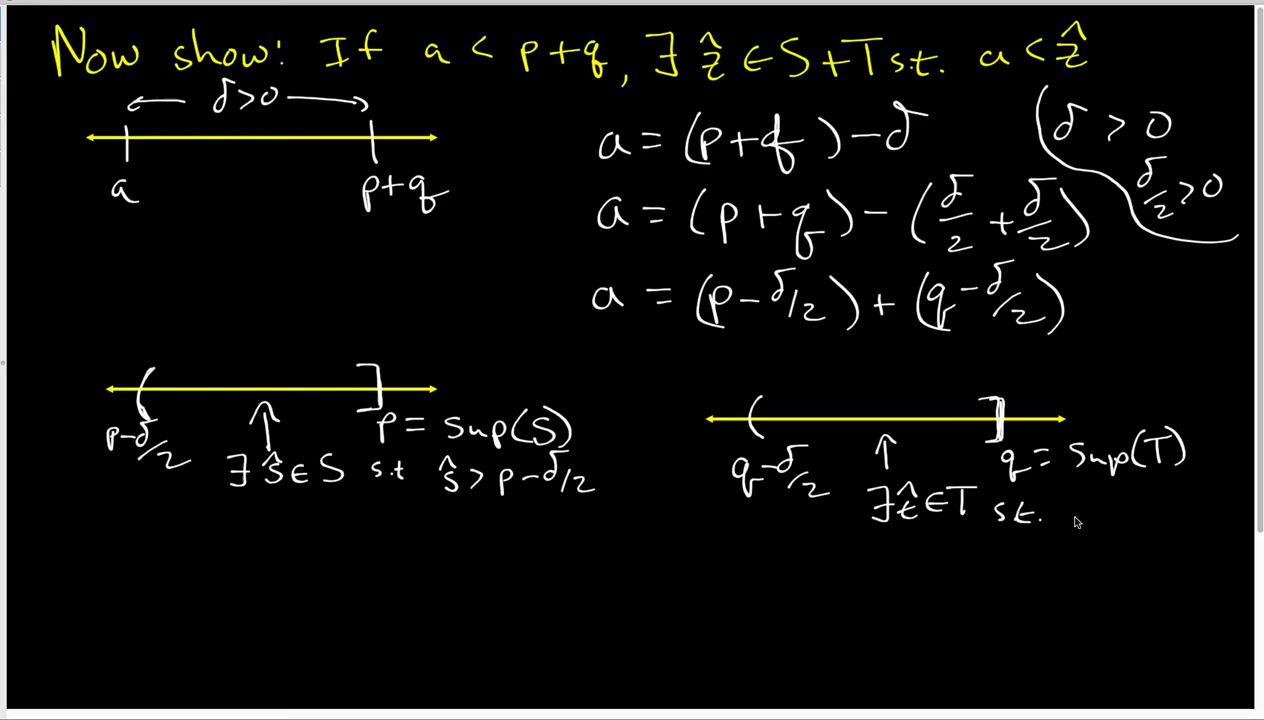 Now show: If a < p+q, ∃ ẑ ∈ S+T s.t. a < ẑ
δ > 0
a
p+q
a = (p+q) - δ
δ > 0
δ/2 > 0
a = (p+q) - (δ/2 + δ/2)
a = (p - δ/2) + (q - δ/2)
p - δ/2
p = sup(S)
∃ ŝ ∈ S s.t ŝ > p - δ/2
q - δ/2
q = sup(T)
∃ t̂ ∈ T s.t.